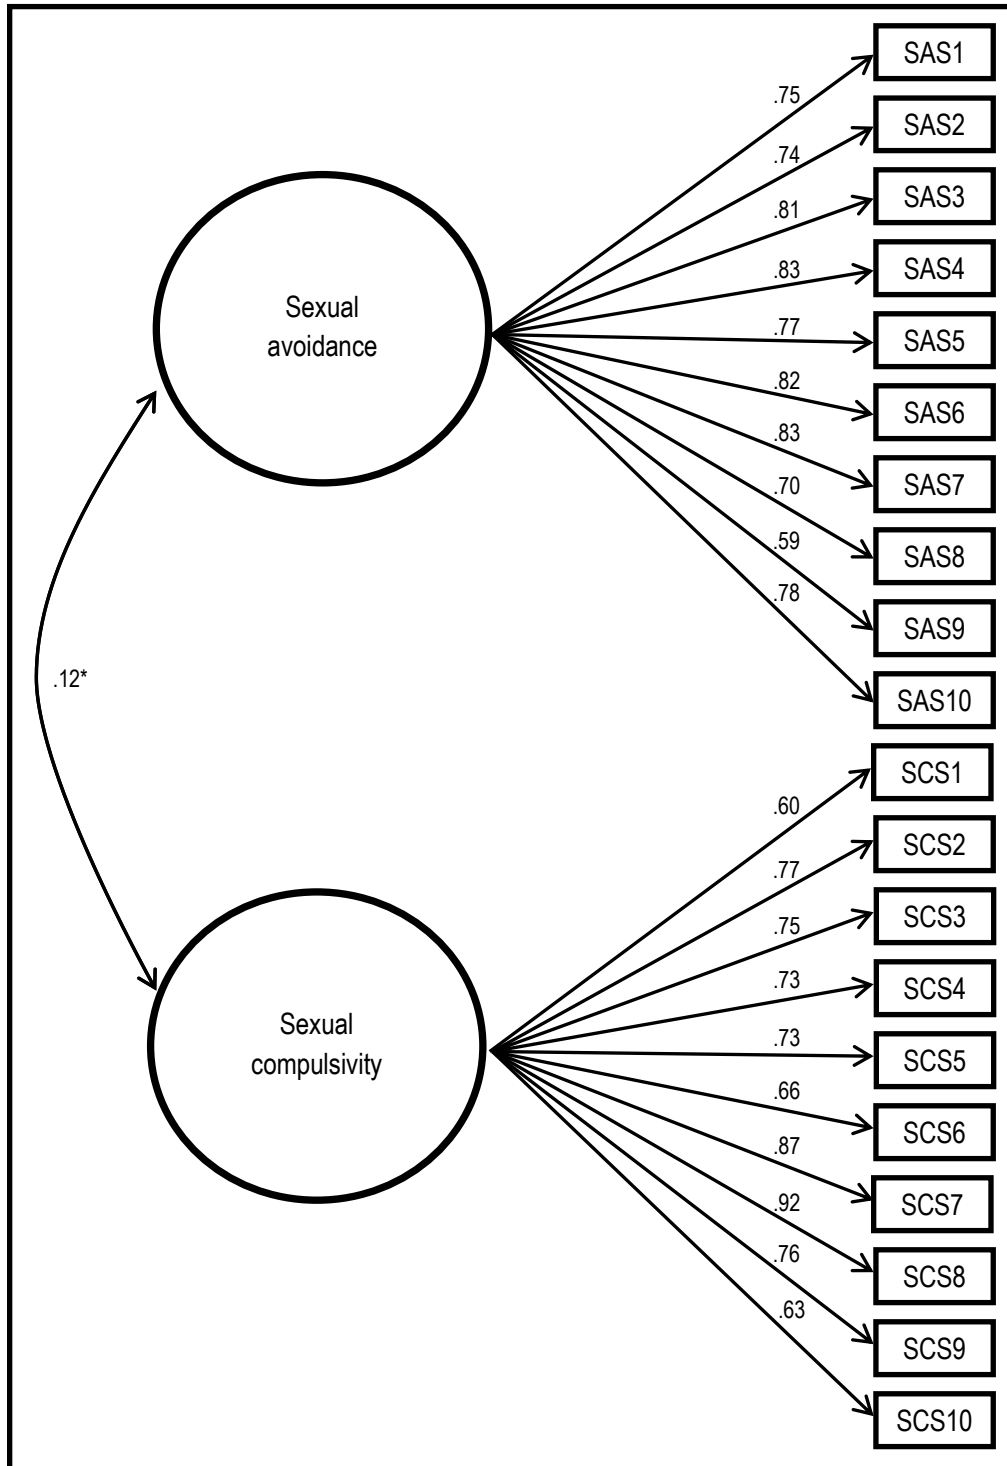 SAS1
.75
SAS2
.74
SAS3
.81
SAS4
.83
SAS5
.77
SAS6
.82
SAS7
.83
SAS8
.70
SAS9
.59
SAS10
.78
Sexual
avoidance
.12*
SCS1
.60
SCS2
.77
SCS3
.75
SCS4
.73
SCS5
.73
SCS6
.66
SCS7
.87
SCS8
.92
SCS9
.76
SCS10
.63
Sexual
compulsivity